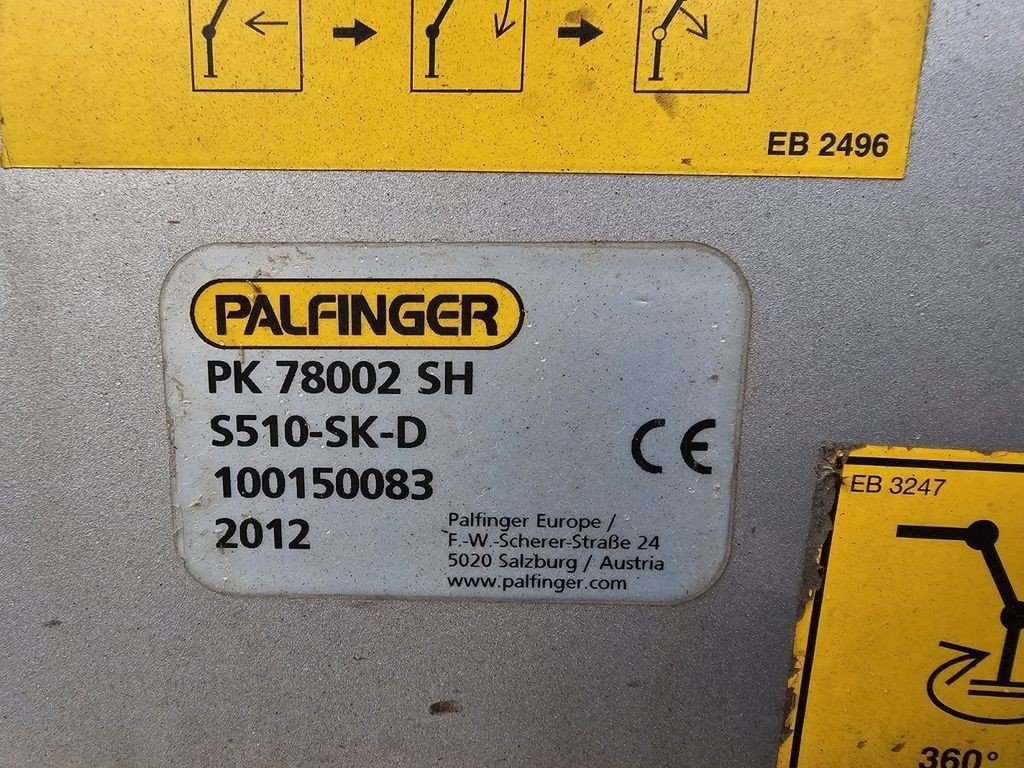 EB 2496
PALFINGER
PK 78002 SH
S510-SK-D
100150083
2012
CE
Palfinger Europe /
F.-W.-Scherer-Straße 24
5020 Salzburg / Austria
www.palfinger.com
EB 3247
360°